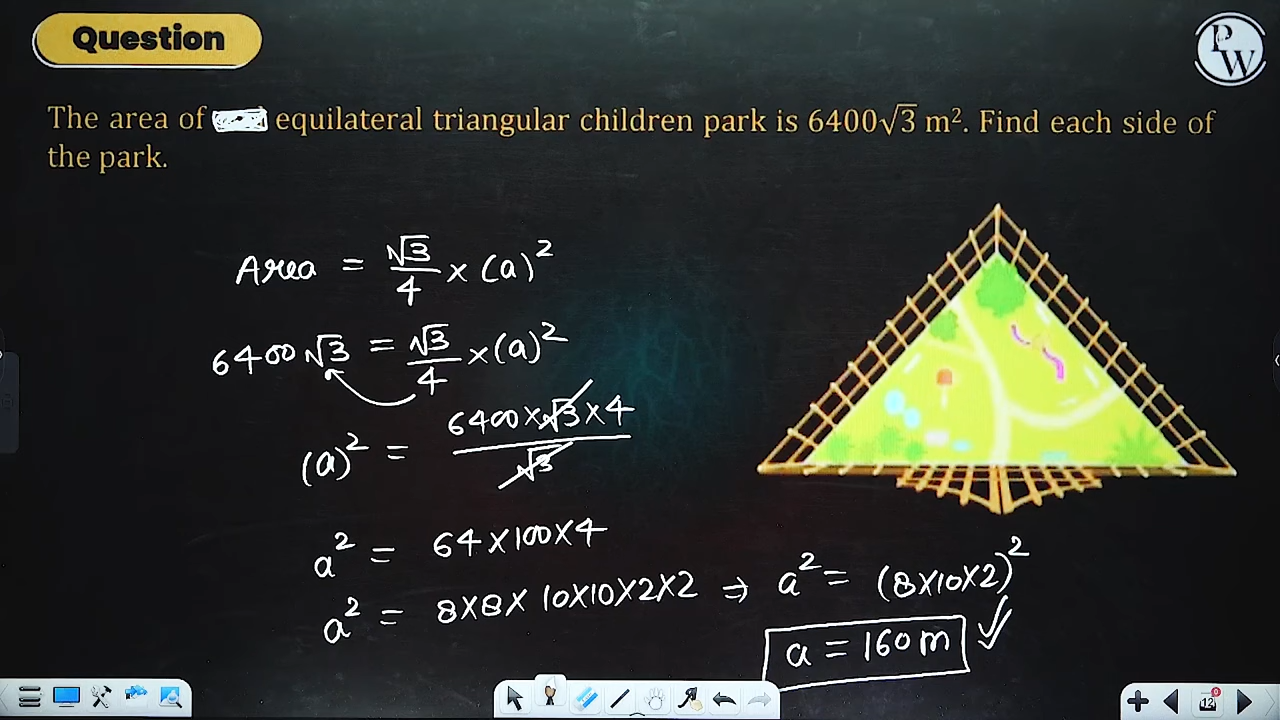 Question
PW
The area of equilateral triangular children park is 6400√3 m². Find each side of
the park.
Area = √3/4 × (a)²
6400√3 = √3/4 × (a)²
(a)² = 6400×√3×4/√3
a² = 64×100×4
a² = 8×8×10×10×2×2 ⇒ a² = (8×10×2)²
a = 160 m
12